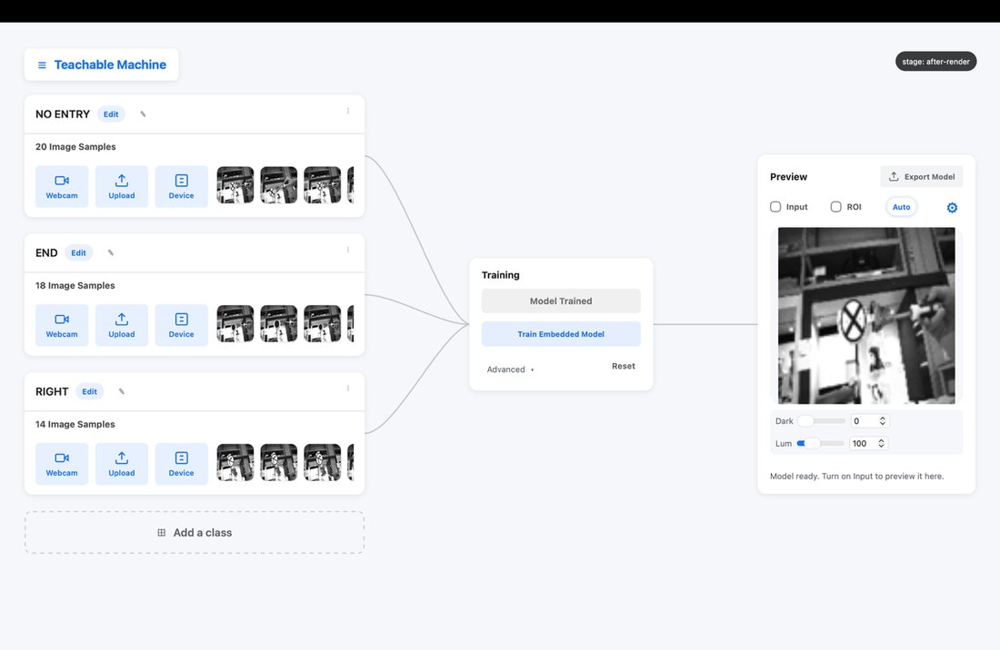 Teachable Machine
stage: after-render
NO ENTRY Edit
20 Image Samples
Webcam Upload Device
END Edit
18 Image Samples
Webcam Upload Device
RIGHT Edit
14 Image Samples
Webcam Upload Device
Add a class
Training
Model Trained
Train Embedded Model
Advanced
Reset
Preview
Export Model
Input ROI Auto
Dark 0
Lum 100
Model ready. Turn on Input to preview it here.